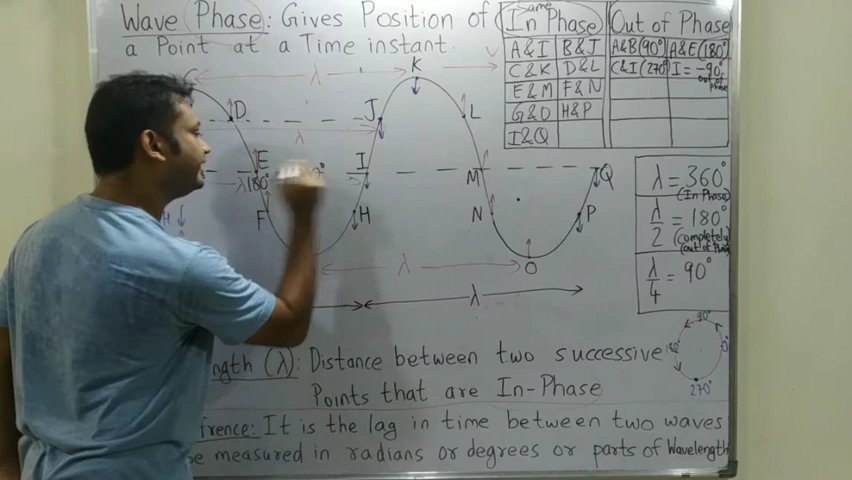 Wave Phase: Gives Position of
a Point at a Time instant.
Same
In Phase
Out of Phase
A&I B&J A&B(90° A&E(180°
C&K D&L C&I(270° I = -90°
out of
phase
E&M F&N
G&O H&P
I&Q
K
V
λ
D
J
L
λ
E
I
M
Q
λ
180°
F
H
N
P
λ
O
λ
λ = 360°
(In Phase)
λ/2 = 180°
(completely)
out of Phase
λ/4 = 90°
90°
180°
0°
270°
ngth (λ): Distance between two successive
Points that are In-Phase
frence: It is the lag in time between two waves
be measured in radians or degrees or parts of Wavelength